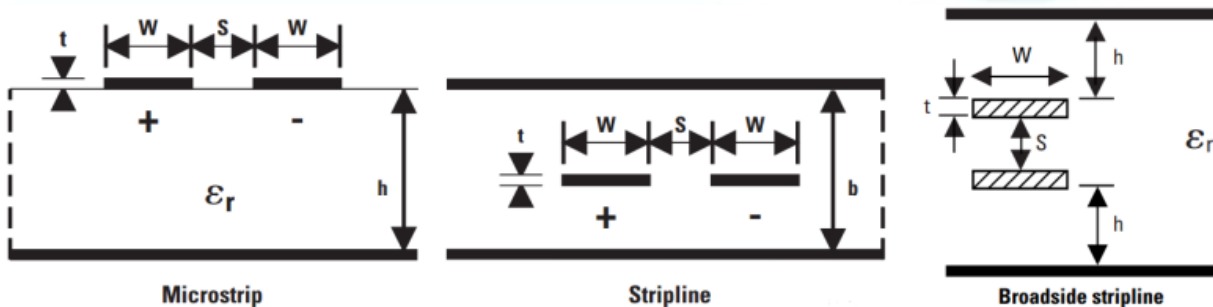 W S W
t
+ -
εr
h
Microstrip
W S W
t
+ -
b
Stripline
W
h
t
S
εr
h
Broadside stripline